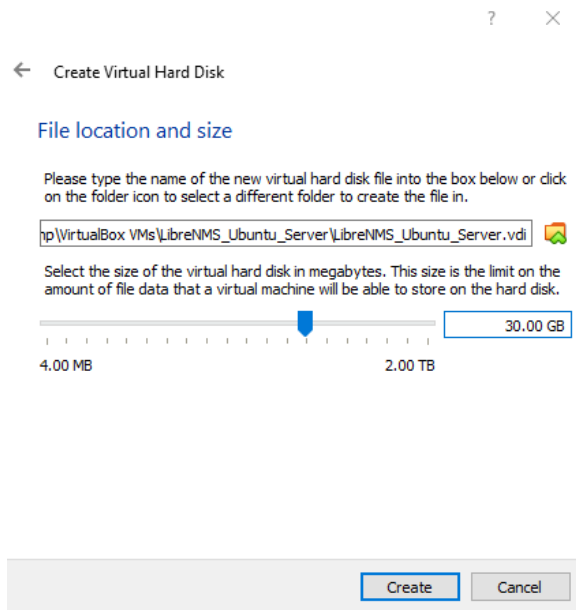 ?
Create Virtual Hard Disk
File location and size
Please type the name of the new virtual hard disk file into the box below or click
on the folder icon to select a different folder to create the file in.
np\VirtualBox VMs\LibreNMS_Ubuntu_Server\LibreNMS_Ubuntu_Server.vdi
Select the size of the virtual hard disk in megabytes. This size is the limit on the
amount of file data that a virtual machine will be able to store on the hard disk.
30.00 GB
4.00 MB 2.00 TB
Create Cancel